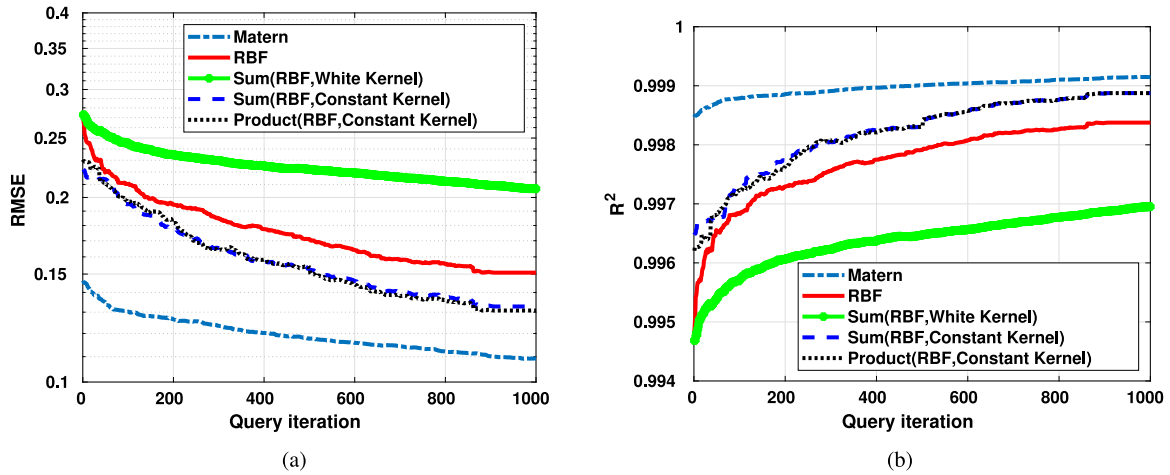 0.4
0.35
0.3
0.25
0.2
0.15
0.1
RMSE
Matern
RBF
Sum(RBF,White Kernel)
Sum(RBF,Constant Kernel)
Product(RBF,Constant Kernel)
0 200 400 600 800 1000
Query iteration
(a)
1
0.999
0.998
0.997
0.996
0.995
0.994
R²
Matern
RBF
Sum(RBF,White Kernel)
Sum(RBF,Constant Kernel)
Product(RBF,Constant Kernel)
0 200 400 600 800 1000
Query iteration
(b)